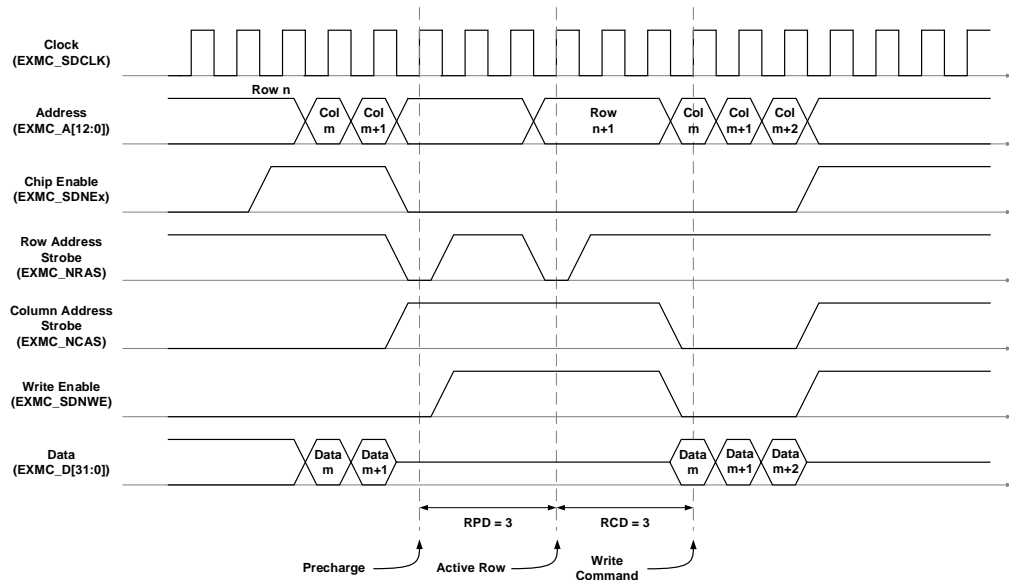 Clock
(EXMC_SDCLK)
Row n
Address
(EXMC_A[12:0])
Col
m
Col
m+1
Row
n+1
Col
m
Col
m+1
Col
m+2
Chip Enable
(EXMC_SDNEx)
Row Address
Strobe
(EXMC_NRAS)
Column Address
Strobe
(EXMC_NCAS)
Write Enable
(EXMC_SDNWE)
Data
(EXMC_D[31:0])
Data
m
Data
m+1
Data
m
Data
m+1
Data
m+2
RPD = 3
RCD = 3
Precharge
Active Row
Write
Command